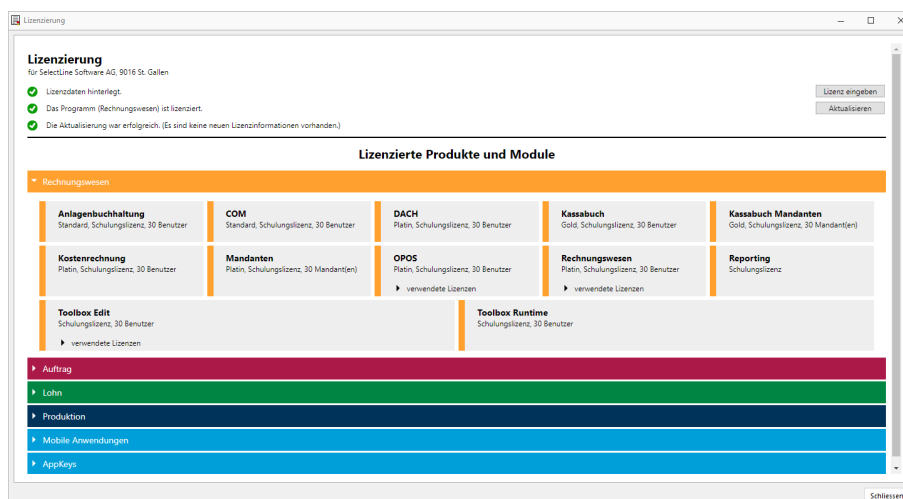 Lizenzierung
Lizenzierung
für SelectLine Software AG, 9016 St. Gallen
Lizenzdaten hinterlegt.
Lizenz eingeben
Das Programm (Rechnungswesen) ist lizenziert.
Aktualisieren
Die Aktualisierung war erfolgreich. (Es sind keine neuen Lizenzinformationen vorhanden.)
Lizenzierte Produkte und Module
Rechnungswesen
Anlagenbuchhaltung
Standard, Schulungslizenz, 30 Benutzer
COM
Standard, Schulungslizenz, 30 Benutzer
DACH
Platin, Schulungslizenz, 30 Benutzer
Kassabuch
Gold, Schulungslizenz, 30 Benutzer
Kassabuch Mandanten
Gold, Schulungslizenz, 30 Mandant(en)
Kostenrechnung
Platin, Schulungslizenz, 30 Benutzer
Mandanten
Platin, Schulungslizenz, 30 Mandant(en)
OPOS
Platin, Schulungslizenz, 30 Benutzer
verwendete Lizenzen
Rechnungswesen
Platin, Schulungslizenz, 30 Benutzer
verwendete Lizenzen
Reporting
Schulungslizenz
Toolbox Edit
Schulungslizenz, 30 Benutzer
verwendete Lizenzen
Toolbox Runtime
Schulungslizenz, 30 Benutzer
Auftrag
Lohn
Produktion
Mobile Anwendungen
AppKeys
Schliessen